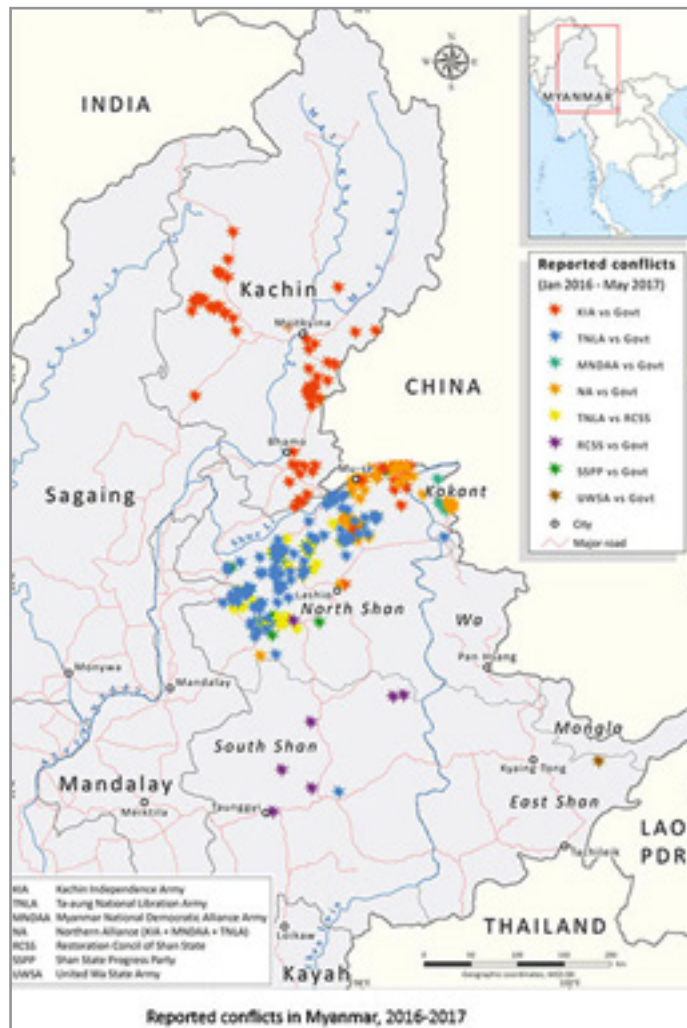 INDIA
MYANMAR
Reported conflicts
(Jan 2016 - May 2017)
KIA vs Govt
TNLA vs Govt
MNDAA vs Govt
NA vs Govt
TNLA vs RCSS
RCSS vs Govt
SSPP vs Govt
UWSA vs Govt
City
Major road
Kachin
Myitkyina
CHINA
Bhamo
Mu-se
Kokant
Sagaing
Lashio
North Shan
Wa
Pan Hsang
Monywa
Mandalay
Mongla
South Shan
Kyaing Tong
Mandalay
Meiktila
Taunggyi
East Shan
LAO
PDR
Tachileik
THAILAND
Loikaw
Kayah
KIA Kachin Independence Army
TNLA Ta-aung National Libration Army
MNDAA Myanmar National Democratic Alliance Army
NA Northern Alliance (KIA + MNDAA + TNLA)
RCSS Restoration Concil of Shan State
SSPP Shan State Progress Party
UWSA United Wa State Army
Reported conflicts in Myanmar, 2016-2017